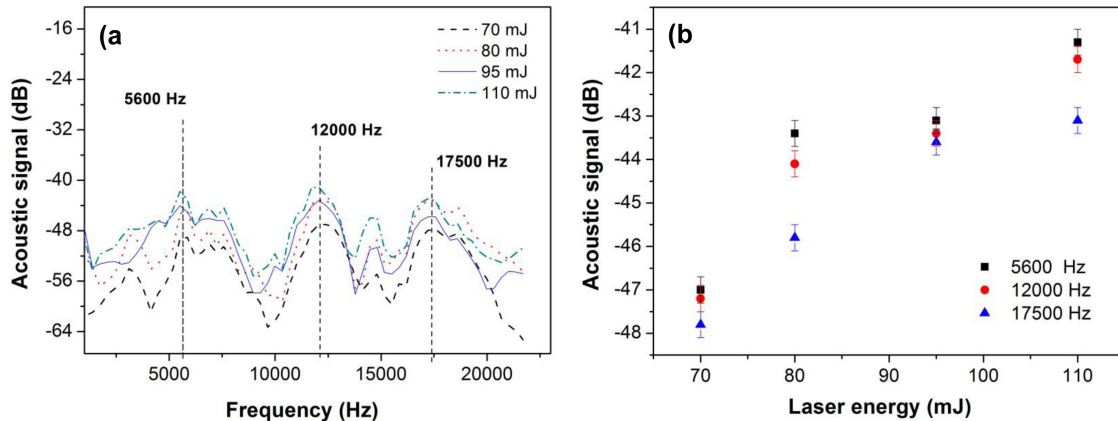 (a
70 mJ
80 mJ
95 mJ
110 mJ
5600 Hz
12000 Hz
17500 Hz
-16
-24
-32
-40
-48
-56
-64
Acoustic signal (dB)
5000
10000
15000
20000
Frequency (Hz)
(b)
-41
-42
-43
-44
-45
-46
-47
-48
Acoustic signal (dB)
5600 Hz
12000 Hz
17500 Hz
70
80
90
100
110
Laser energy (mJ)